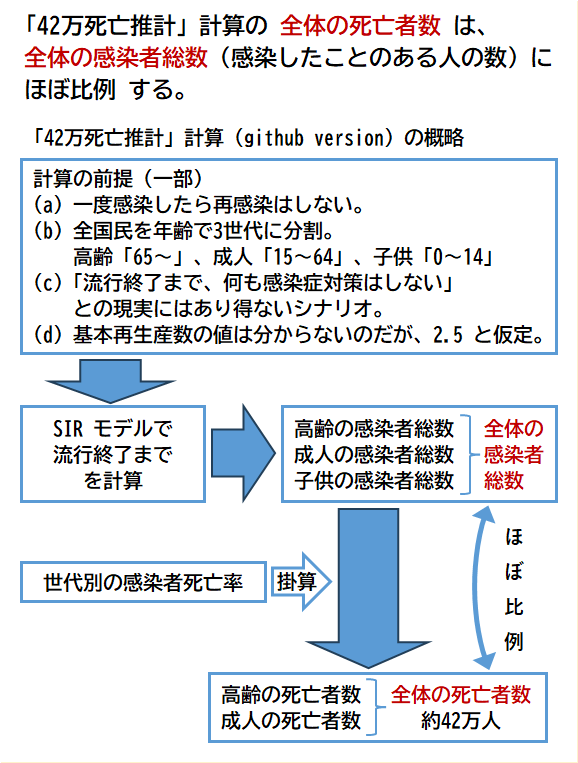 「42万死亡推計」計算の 全体の死亡者数 は、
全体の感染者総数（感染したことのある人の数）に
ほぼ比例 する。
「42万死亡推計」計算（github version）の概略
計算の前提（一部）
（a）一度感染したら再感染はしない。
（b）全国民を年齢で3世代に分割。
高齢「65～」、成人「15～64」、子供「0～14」
（c）「流行終了まで、何も感染症対策はしない」
との現実にはあり得ないシナリオ。
（d）基本再生産数の値は分からないのだが、2.5 と仮定。
SIR モデルで
流行終了まで
を計算
高齢の感染者総数
成人の感染者総数
子供の感染者総数
全体の
感染者
総数
世代別の感染者死亡率
掛算
ほぼ比例
高齢の死亡者数
成人の死亡者数
全体の死亡者数
約42万人